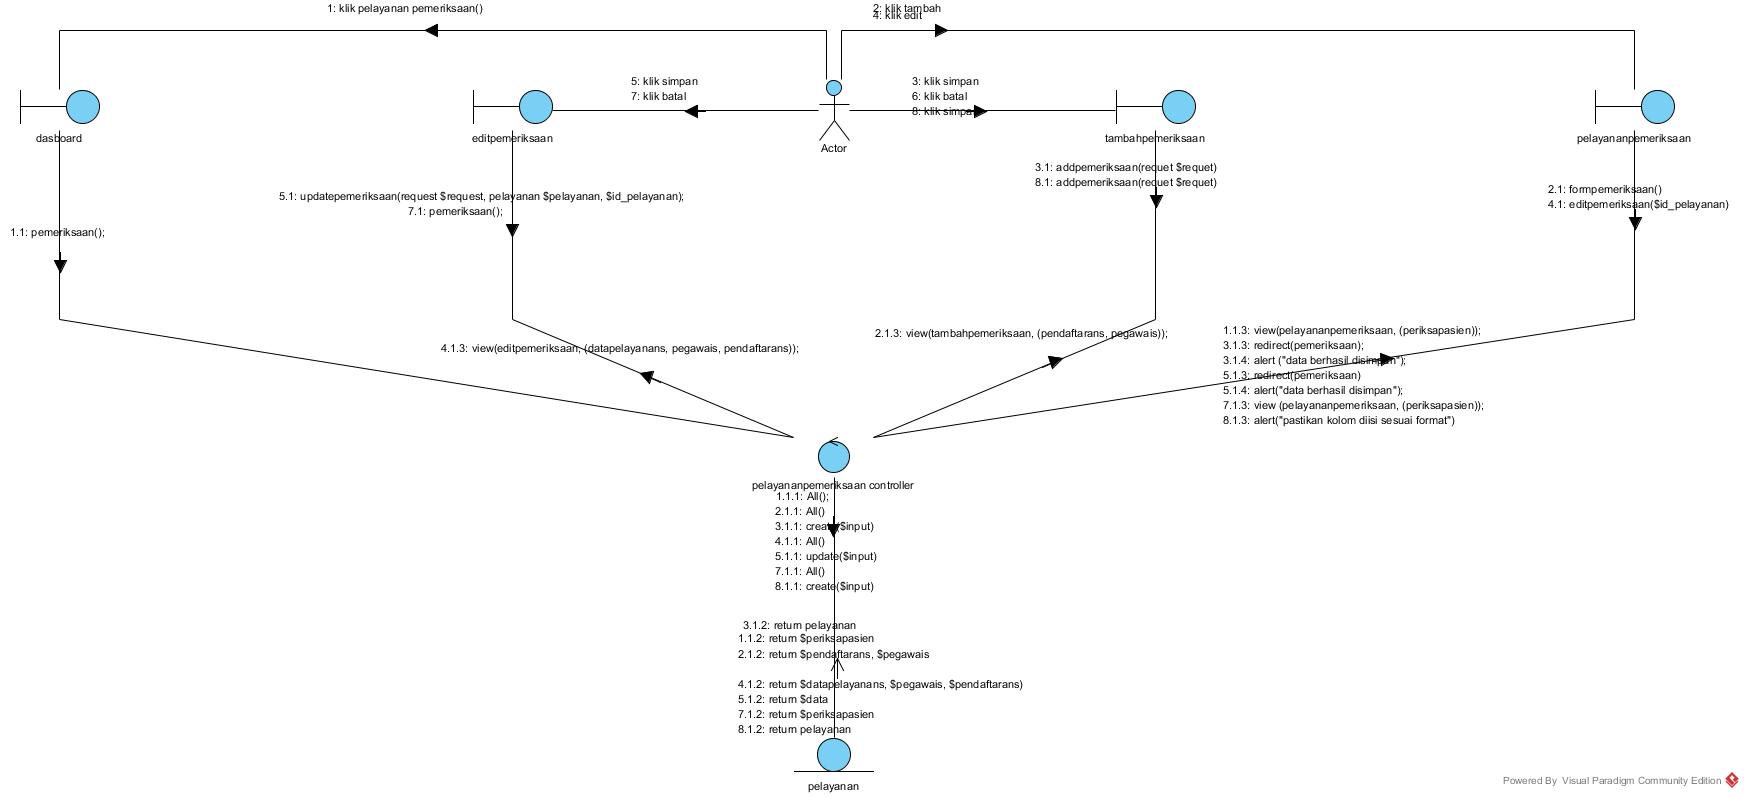 1: klik pelayanan pemeriksaan()
2: klik tambah
4: klik edit
5: klik simpan
7: klik batal
3: klik simpan
6: klik batal
8: klik simpan
dasboard
editpemeriksaan
Actor
tambahpemeriksaan
pelayananpemeriksaan
3.1: addpemeriksaan(requet $requet)
8.1: addpemeriksaan(requet $requet)
5.1: updatepemeriksaan(request $request, pelayanan $pelayanan, $id_pelayanan);
7.1: pemeriksaan();
2.1: formpemeriksaan()
4.1: editpemeriksaan($id_pelayanan)
1.1: pemeriksaan();
4.1.3: view(editpemeriksaan, (datapelayanans, pegawais, pendaftarans));
2.1.3: view(tambahpemeriksaan, (pendaftarans, pegawais));
1.1.3: view(pelayananpemeriksaan, (periksapasien));
3.1.3: redirect(pemeriksaan);
3.1.4: alert ("data berhasil disimpan");
5.1.3: redirect(pemeriksaan)
5.1.4: alert("data berhasil disimpan");
7.1.3: view (pelayananpemeriksaan, (periksapasien));
8.1.3: alert("pastikan kolom diisi sesuai format")
pelayananpemeriksaan controller
1.1.1: All();
2.1.1: All()
3.1.1: create($input)
4.1.1: All()
5.1.1: update($input)
7.1.1: All()
8.1.1: create($input)
3.1.2: return pelayanan
1.1.2: return $periksapasien
2.1.2: return $pendaftarans, $pegawais
4.1.2: return $datapelayanans, $pegawais, $pendaftarans)
5.1.2: return $data
7.1.2: return $periksapasien
8.1.2: return pelayanan
pelayanan
Powered By Visual Paradigm Community Edition